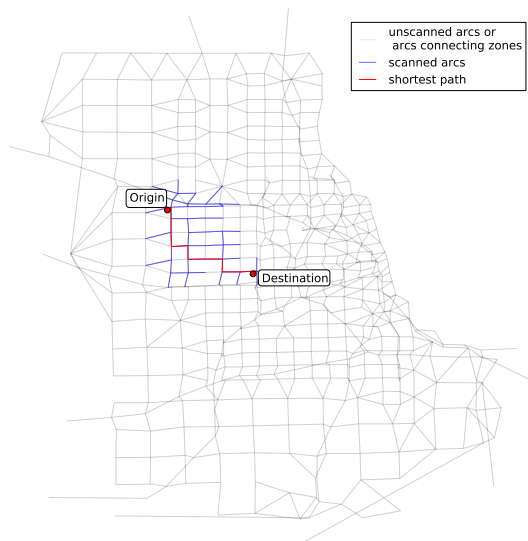 unscanned arcs or
arcs connecting zones
scanned arcs
shortest path
Origin
Destination